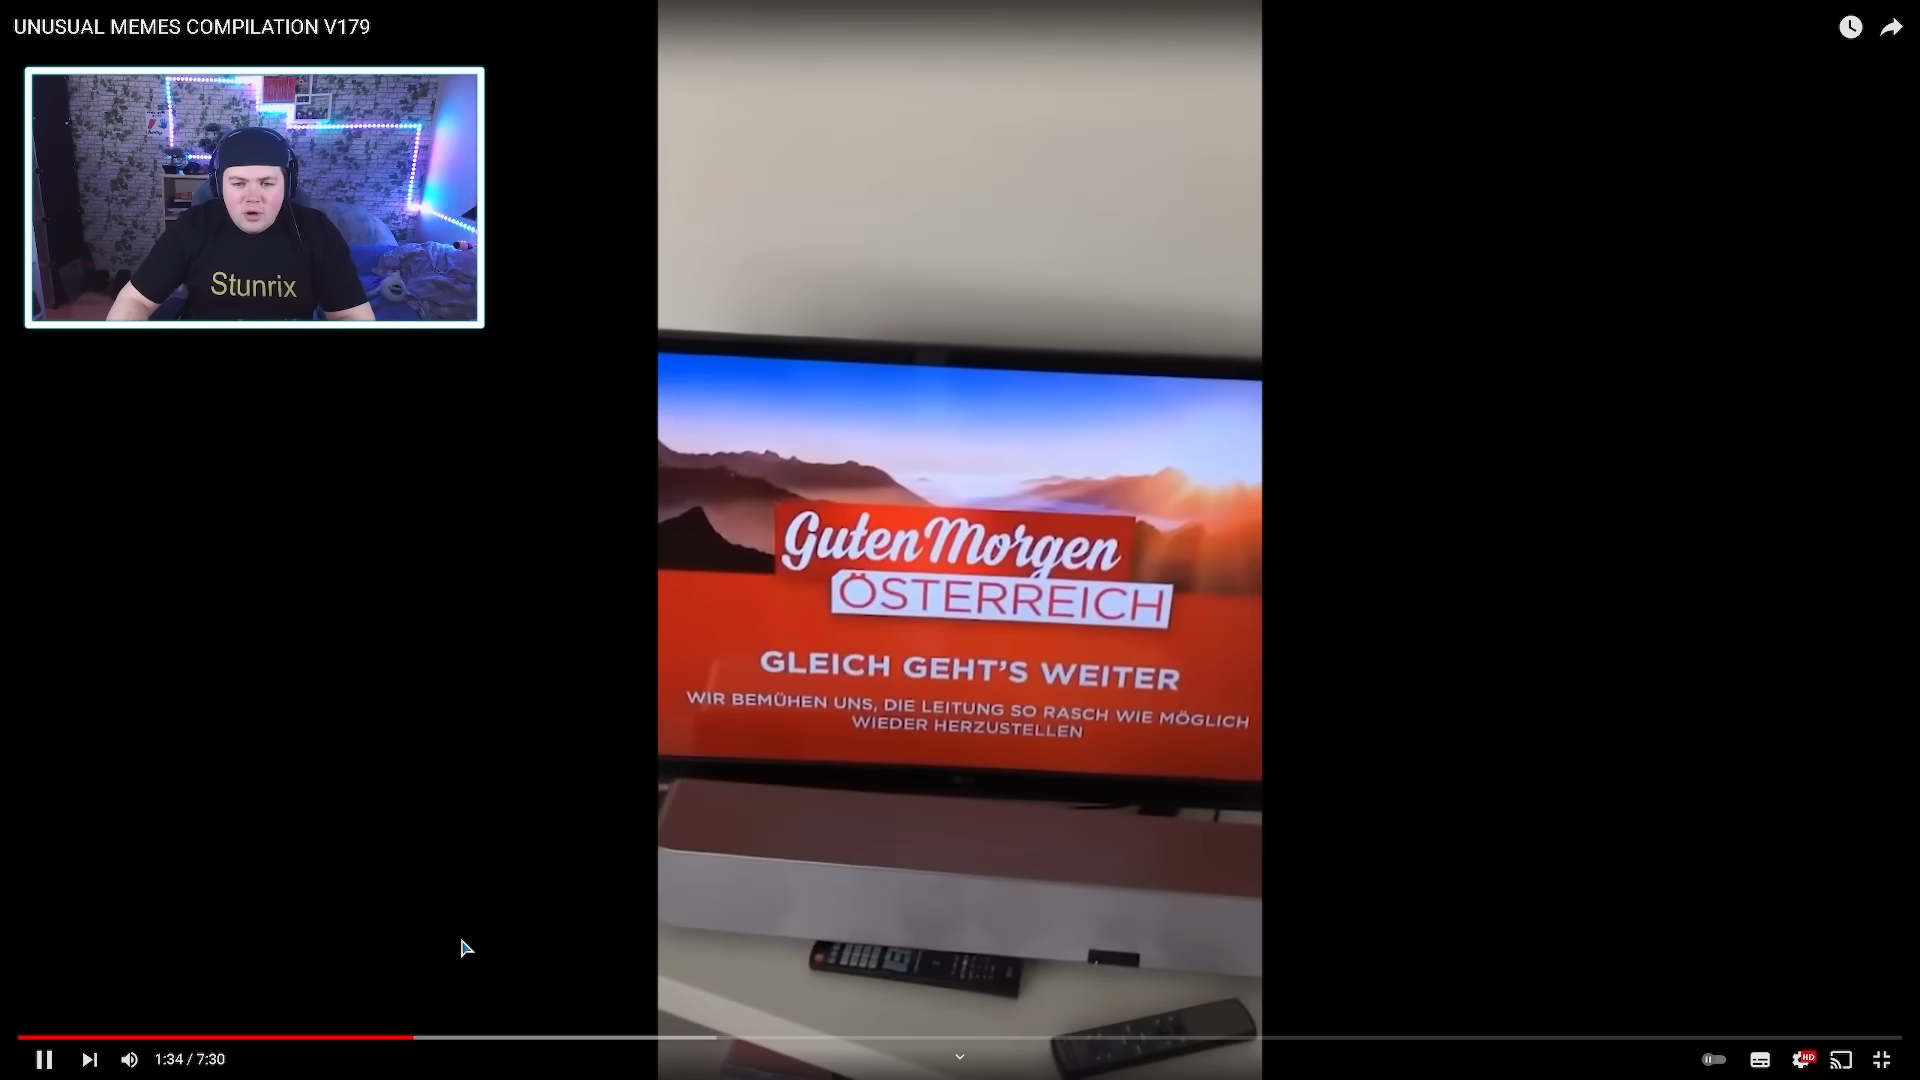 UNUSUAL MEMES COMPILATION V179
Stunrix
Guten Morgen
ÖSTERREICH
GLEICH GEHT'S WEITER
WIR BEMÜHEN UNS, DIE LEITUNG SO RASCH WIE MÖGLICH
WIEDER HERZUSTELLEN
1:34 / 7:30
HD